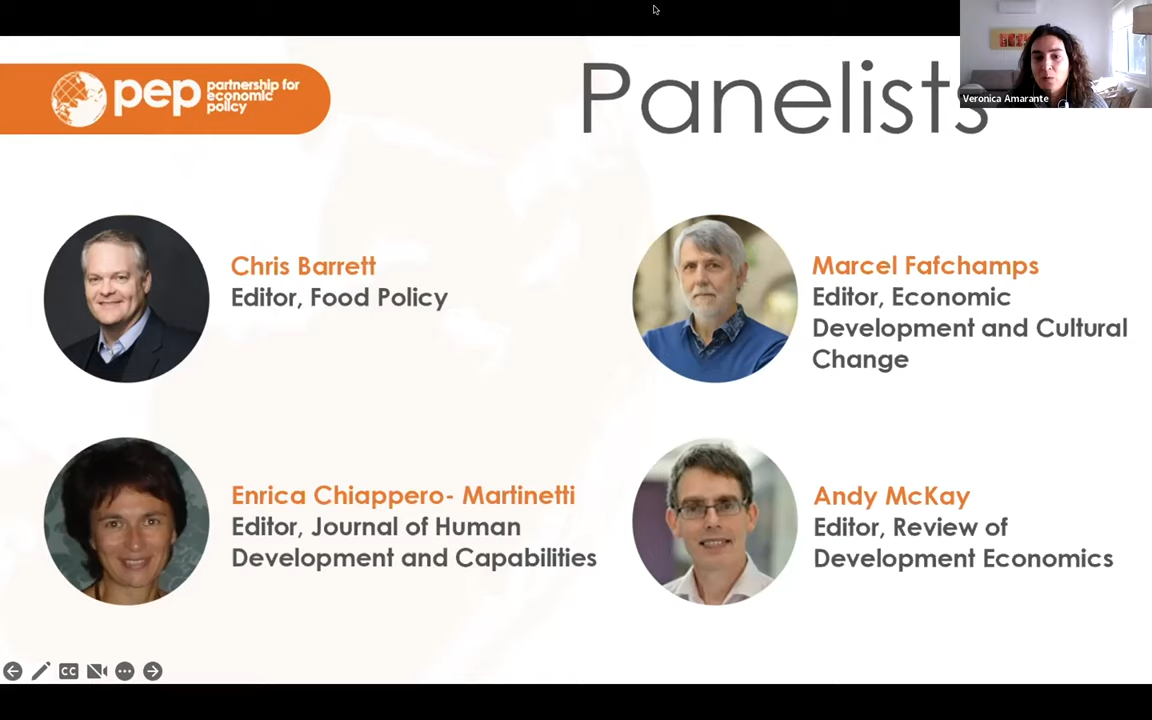 pep
partnership for
economic
policy
Panelists
Veronica Amarante
Chris Barrett
Editor, Food Policy
Marcel Fafchamps
Editor, Economic
Development and Cultural
Change
Enrica Chiappero- Martinetti
Editor, Journal of Human
Development and Capabilities
Andy McKay
Editor, Review of
Development Economics
CC